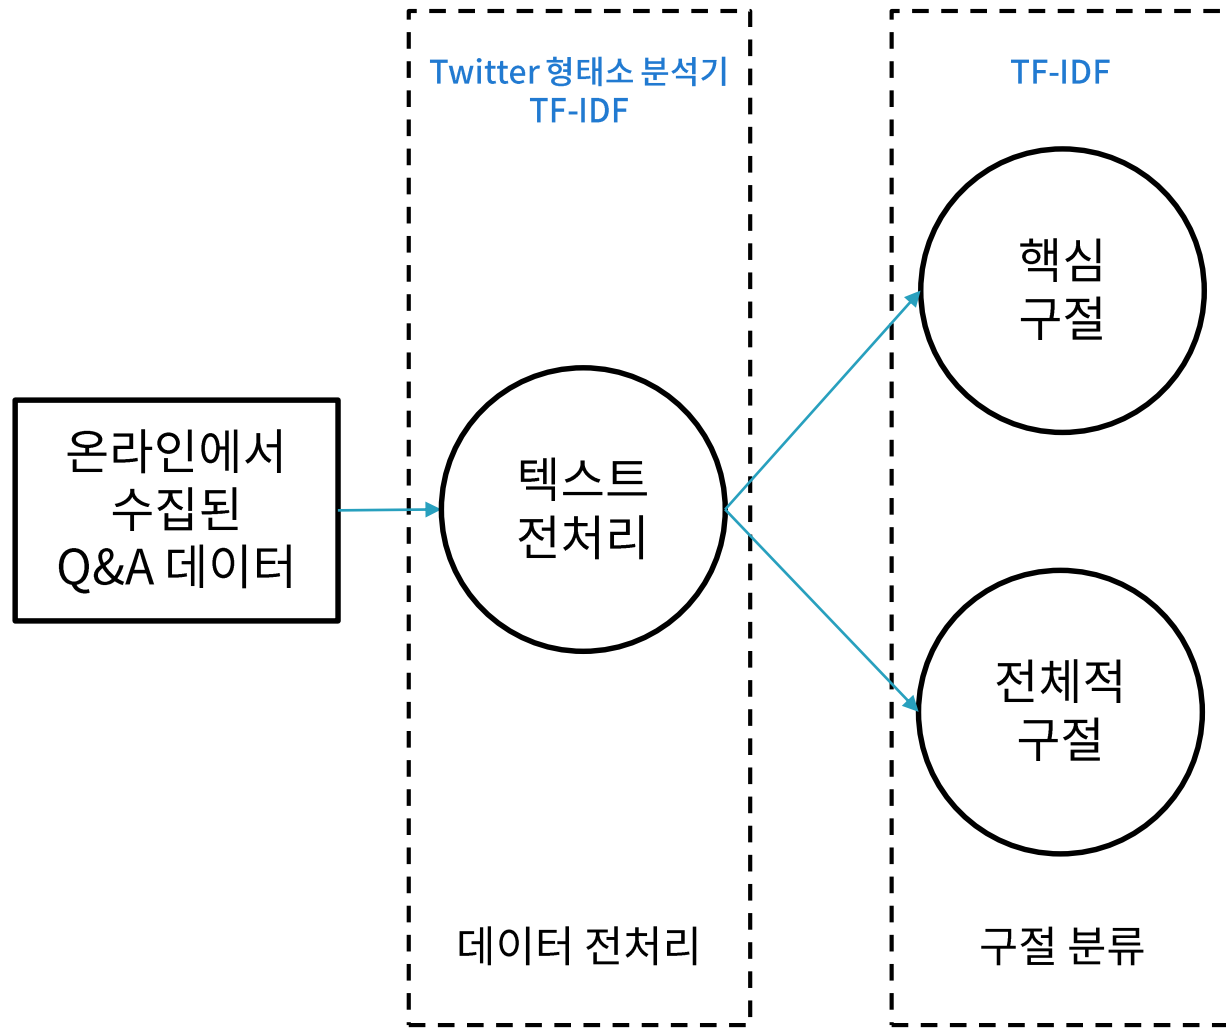 온라인에서
수집된
Q&A 데이터
Twitter 형태소 분석기
TF-IDF
텍스트
전처리
데이터 전처리
TF-IDF
핵심
구절
전체적
구절
구절 분류